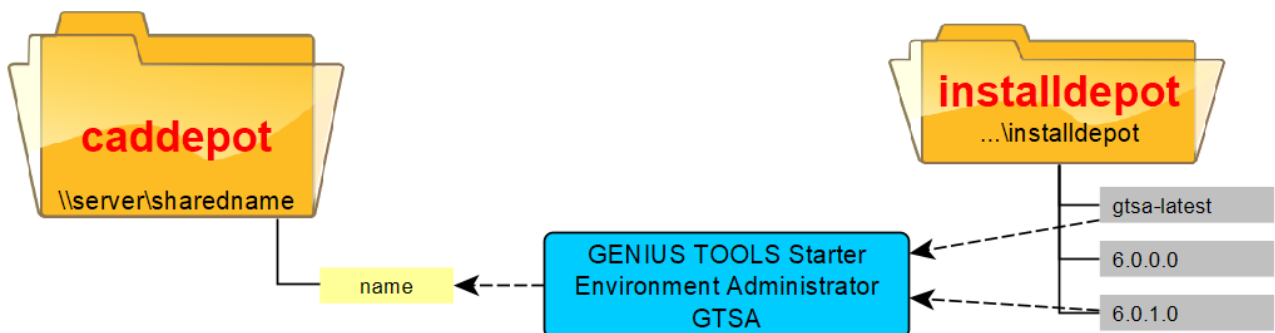 caddepot
\\server\sharedname
name
GENIUS TOOLS Starter
Environment Administrator
GTSA
installdepot
...\installdepot
gtsa-latest
6.0.0.0
6.0.1.0